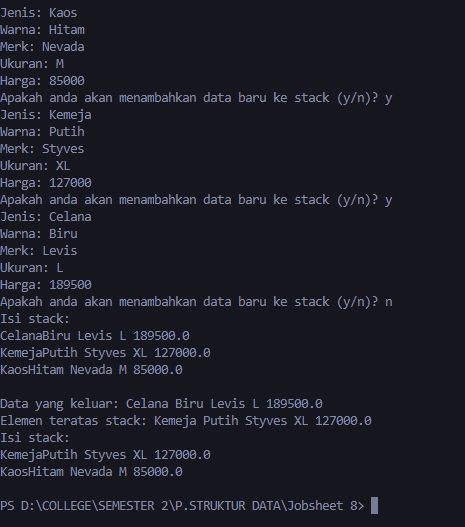 Jenis: Kaos
Warna: Hitam
Merk: Nevada
Ukuran: M
Harga: 85000
Apakah anda akan menambahkan data baru ke stack (y/n)? y
Jenis: Kemeja
Warna: Putih
Merk: Styves
Ukuran: XL
Harga: 127000
Apakah anda akan menambahkan data baru ke stack (y/n)? y
Jenis: Celana
Warna: Biru
Merk: Levis
Ukuran: L
Harga: 189500
Apakah anda akan menambahkan data baru ke stack (y/n)? n
Isi stack:
CelanaBiru Levis L 189500.0
KemejaPutih Styves XL 127000.0
KaosHitam Nevada M 85000.0
Data yang keluar: Celana Biru Levis L 189500.0
Elemen teratas stack: Kemeja Putih Styves XL 127000.0
Isi stack:
KemejaPutih Styves XL 127000.0
KaosHitam Nevada M 85000.0
PS D:\COLLEGE\SEMESTER 2\P.STRUKTUR DATA\Jobsheet 8>